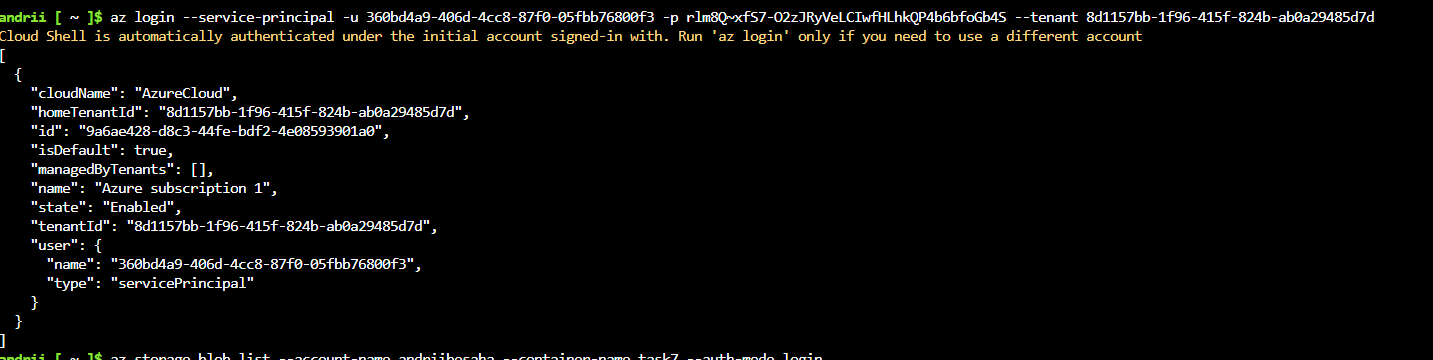 andrii [ ~ ]$ az login --service-principal -u 360bd4a9-406d-4cc8-87f0-05fbb76800f3 -p rlm8Q~xfS7-O2zJRyVeLCIwfHLhkQP4b6bfoGb4S --tenant 8d1157bb-1f96-415f-824b-ab0a29485d7d
Cloud Shell is automatically authenticated under the initial account signed-in with. Run 'az login' only if you need to use a different account
[
  {
    "cloudName": "AzureCloud",
    "homeTenantId": "8d1157bb-1f96-415f-824b-ab0a29485d7d",
    "id": "9a6ae428-d8c3-44fe-bdf2-4e08593901a0",
    "isDefault": true,
    "managedByTenants": [],
    "name": "Azure subscription 1",
    "state": "Enabled",
    "tenantId": "8d1157bb-1f96-415f-824b-ab0a29485d7d",
    "user": {
      "name": "360bd4a9-406d-4cc8-87f0-05fbb76800f3",
      "type": "servicePrincipal"
    }
  }
]
andrii [ ~ ]$ az storage blob list --account-name --container-name task7 --auth-mode login